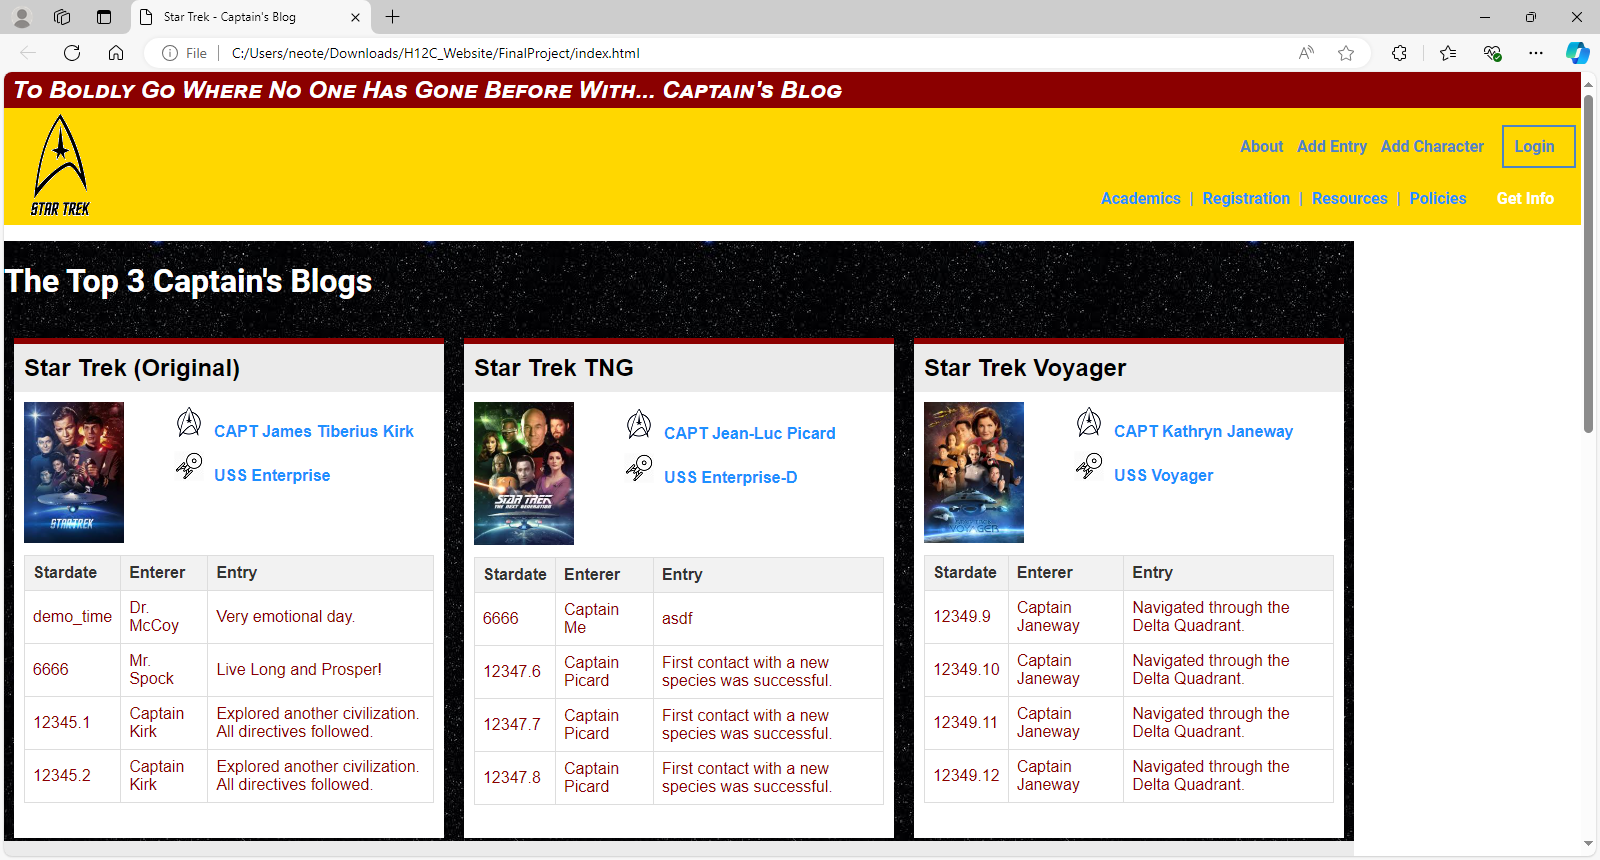 Star Trek - Captain's Blog
File
C:/Users/neote/Downloads/H12C_Website/FinalProject/index.html
To Boldly Go Where No One Has Gone Before With... Captain's Blog
About Add Entry Add Character Login
STAR TREK
Academics | Registration | Resources | Policies Get Info
The Top 3 Captain's Blogs
Star Trek (Original)
CAPT James Tiberius Kirk
USS Enterprise
STAR TREK
Stardate Enterer Entry
demo_time Dr. McCoy Very emotional day.
6666 Mr. Spock Live Long and Prosper!
12345.1 Captain Kirk Explored another civilization. All directives followed.
12345.2 Captain Kirk Explored another civilization. All directives followed.
Star Trek TNG
CAPT Jean-Luc Picard
USS Enterprise-D
STAR TREK
THE NEXT GENERATION
Stardate Enterer Entry
6666 Captain Me asdf
12347.6 Captain Picard First contact with a new species was successful.
12347.7 Captain Picard First contact with a new species was successful.
12347.8 Captain Picard First contact with a new species was successful.
Star Trek Voyager
CAPT Kathryn Janeway
USS Voyager
VOYAGER
Stardate Enterer Entry
12349.9 Captain Janeway Navigated through the Delta Quadrant.
12349.10 Captain Janeway Navigated through the Delta Quadrant.
12349.11 Captain Janeway Navigated through the Delta Quadrant.
12349.12 Captain Janeway Navigated through the Delta Quadrant.